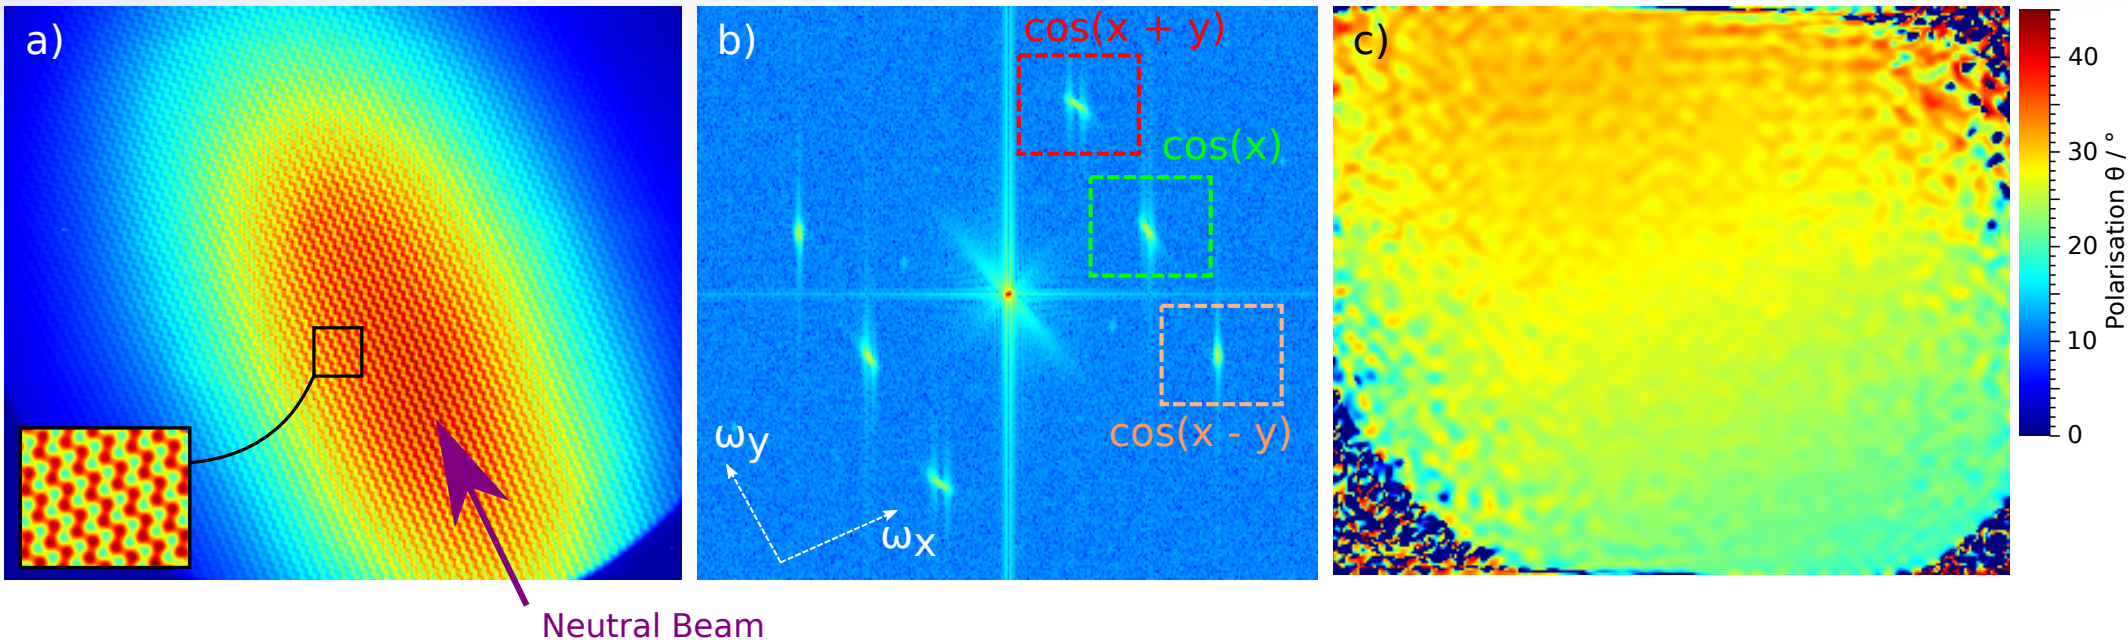 a)
Neutral Beam
b)
cos(x + y)
cos(x)
cos(x - y)
ωy
ωx
c)
40
30
20
10
0
Polarisation θ / °